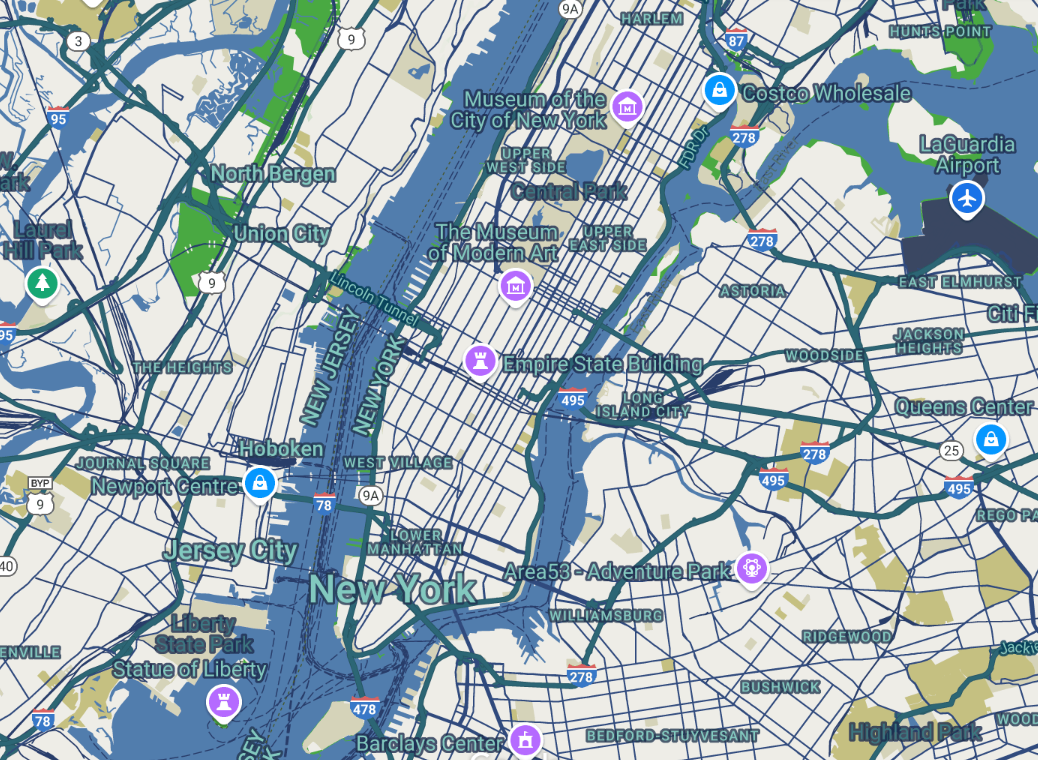 9A
HARLEM
Park
3
9
HUNTS POINT
87
Museum of the
City of New York
Costco Wholesale
95
278
FDR Dr
LaGuardia
Airport
UPPER
WEST SIDE
North Bergen
Central Park
Laurel
Hill Park
Union City
The Museum
of Modern Art
UPPER
EAST SIDE
278
9
Lincoln Tunnel
ASTORIA
EAST ELMHURST
Citi Fi
95
JACKSON
HEIGHTS
WOODSIDE
THE HEIGHTS
NEW JERSEY
NEW YORK
Empire State Building
495
LONG
ISLAND CITY
Queens Center
Hoboken
25
278
JOURNAL SQUARE
WEST VILLAGE
BYP
9
Newport Centre
78
9A
495
495
REGO PA
LOWER
MANHATTAN
Jersey City
40
New York
Area53 - Adventure Park
WILLIAMSBURG
Liberty
State Park
RIDGEWOOD
ENVILLE
Jackie
Statue of Liberty
278
BUSHWICK
78
478
WOOD
Highland Park
Barclays Center
BEDFORD-STUYVESANT
SEY